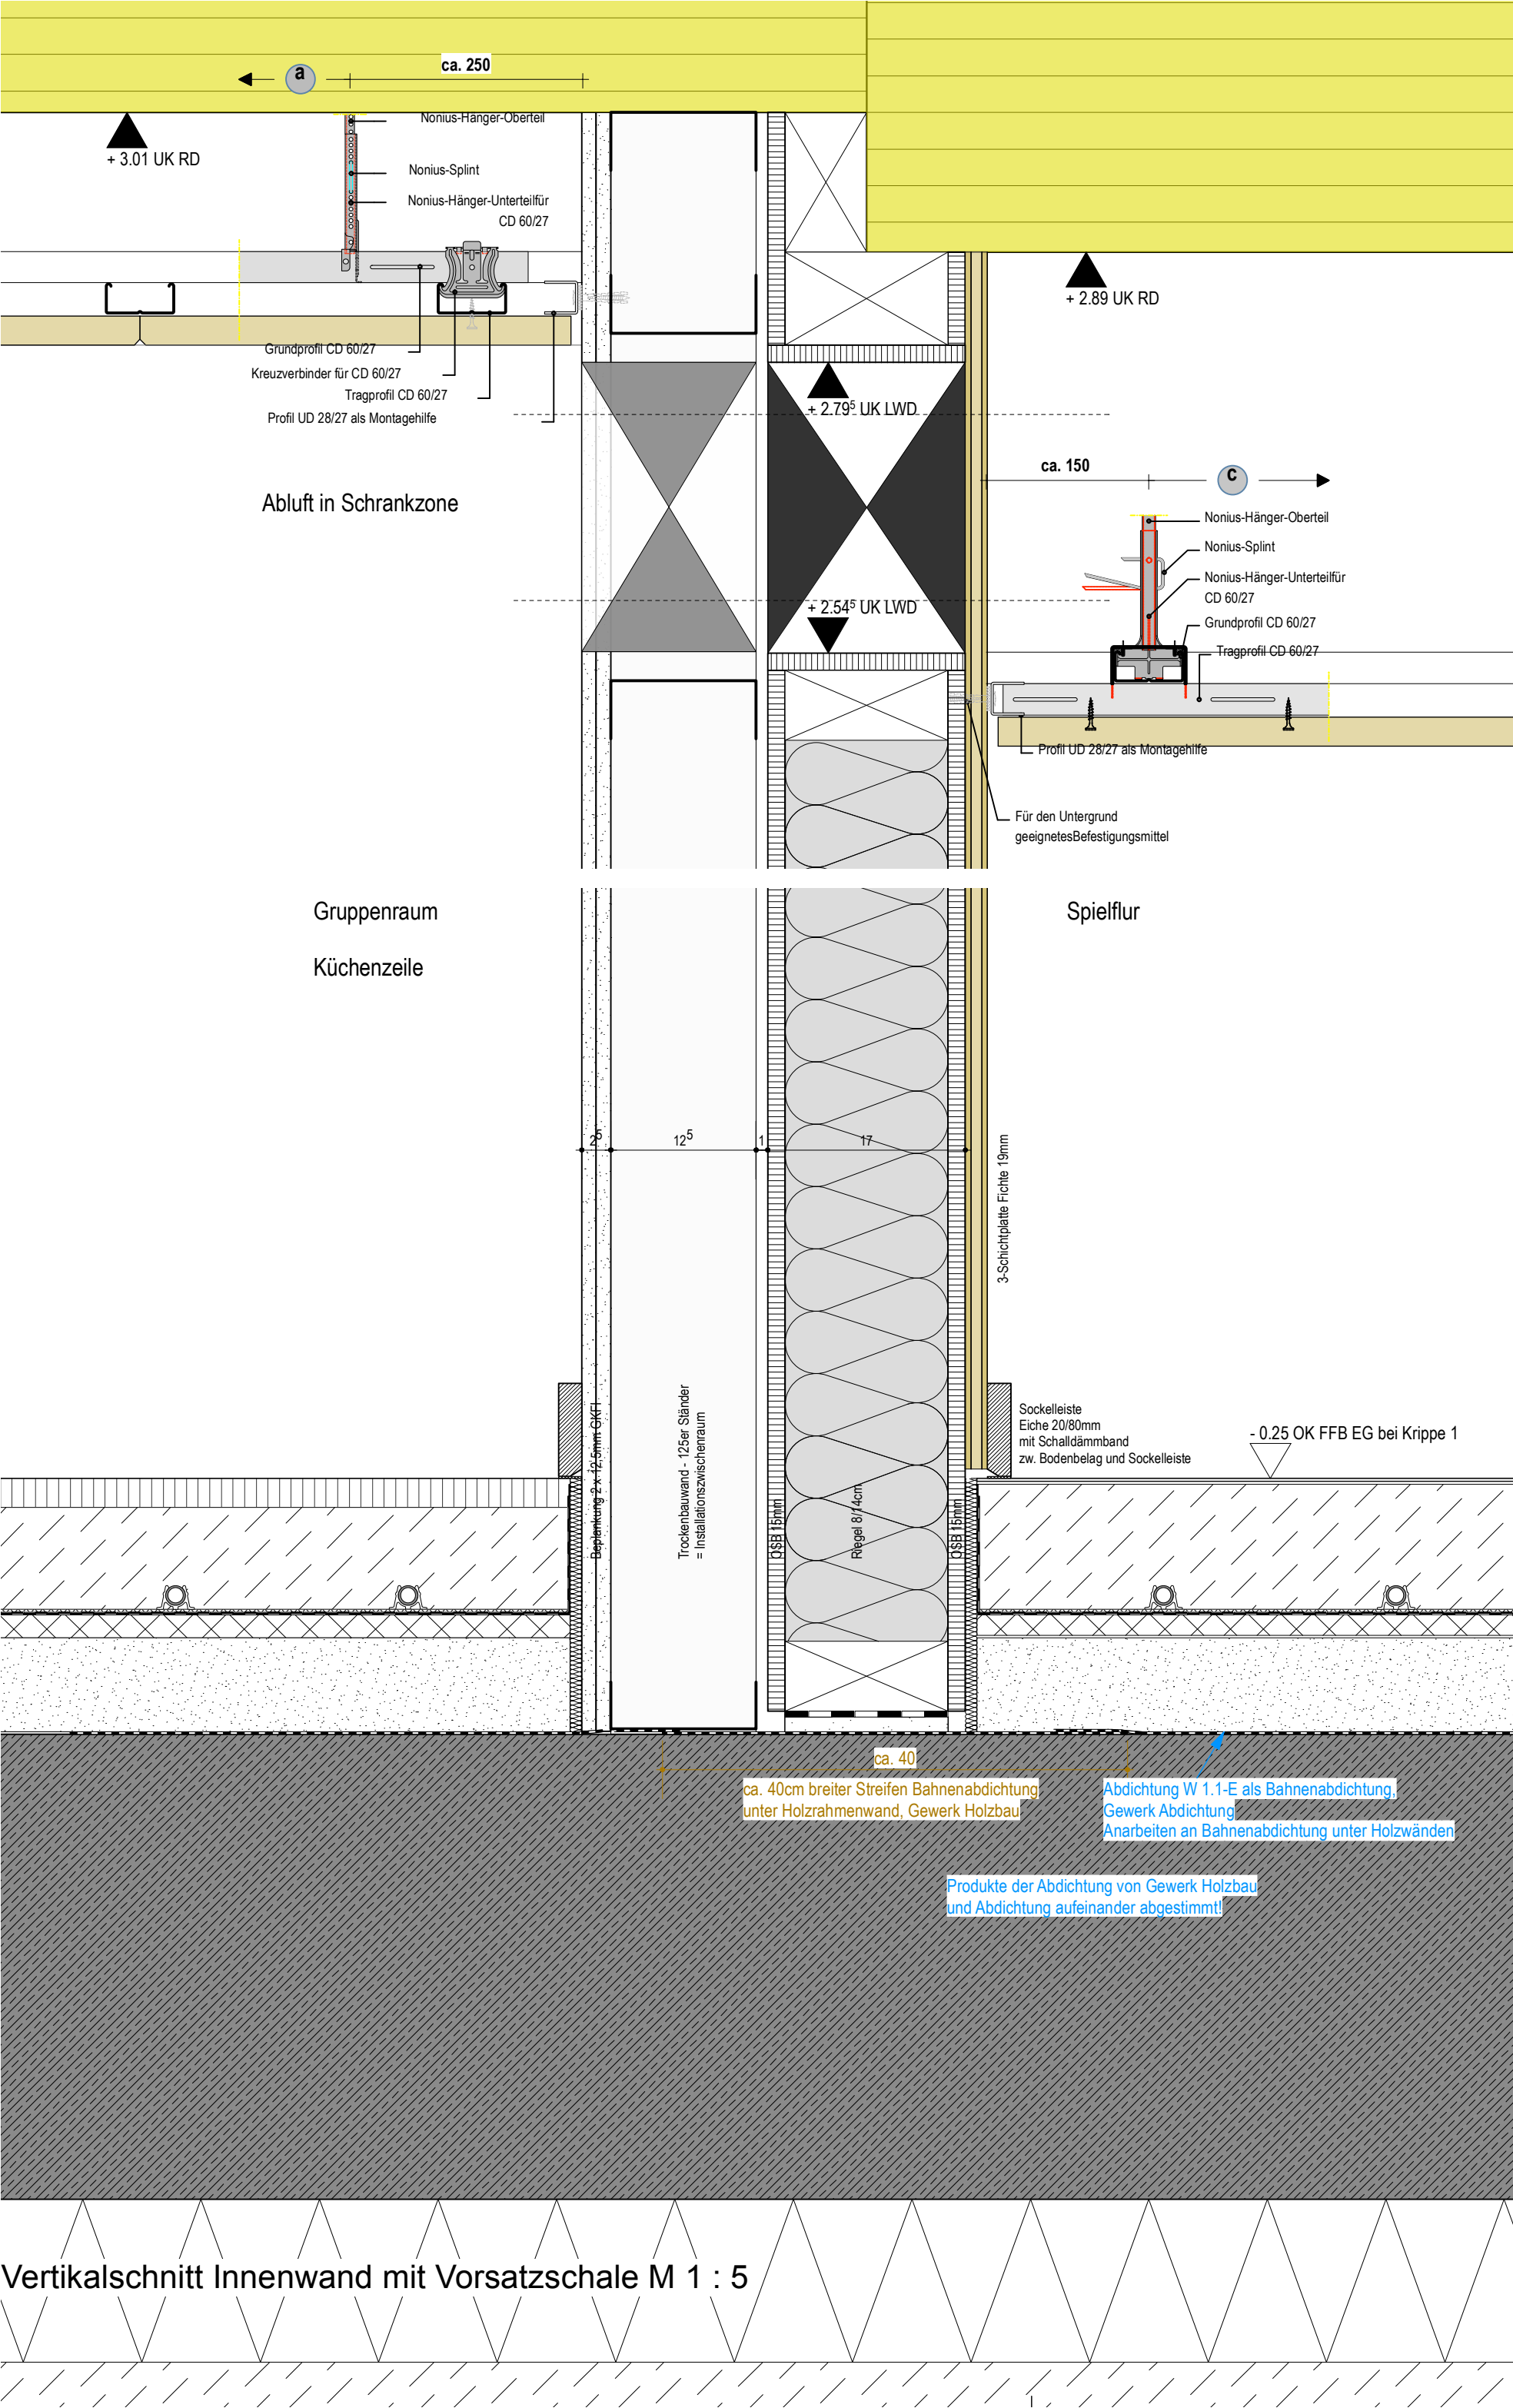 a
ca. 250
Nonius-Hänger-Oberteil
+ 3.01 UK RD
Nonius-Splint
Nonius-Hänger-Unterteilfür
CD 60/27
+ 2.89 UK RD
Grundprofil CD 60/27
Kreuzverbinder für CD 60/27
Tragprofil CD 60/27
Profil UD 28/27 als Montagehilfe
+ 2.79⁵ UK LWD
Abluft in Schrankzone
ca. 150
c
Nonius-Hänger-Oberteil
Nonius-Splint
Nonius-Hänger-Unterteilfür
CD 60/27
Grundprofil CD 60/27
Tragprofil CD 60/27
+ 2.54⁵ UK LWD
Profil UD 28/27 als Montagehilfe
Für den Untergrund
geeignetesBefestigungsmittel
Gruppenraum
Küchenzeile
Spielflur
2⁵
12⁵
1
17
3-Schichtplatte Fichte 19mm
Beplankung 2 x 12,5mm GKFI
Trockenbauwand - 125er Ständer
= Installationszwischenraum
OSB 15mm
Riegel 8/14cm
OSB 15mm
Sockelleiste
Eiche 20/80mm
mit Schalldämmband
zw. Bodenbelag und Sockelleiste
- 0.25 OK FFB EG bei Krippe 1
ca. 40
ca. 40cm breiter Streifen Bahnenabdichtung
unter Holzrahmenwand, Gewerk Holzbau
Abdichtung W 1.1-E als Bahnenabdichtung,
Gewerk Abdichtung
Anarbeiten an Bahnenabdichtung unter Holzwänden
Produkte der Abdichtung von Gewerk Holzbau
und Abdichtung aufeinander abgestimmt!
Vertikalschnitt Innenwand mit Vorsatzschale M 1 : 5